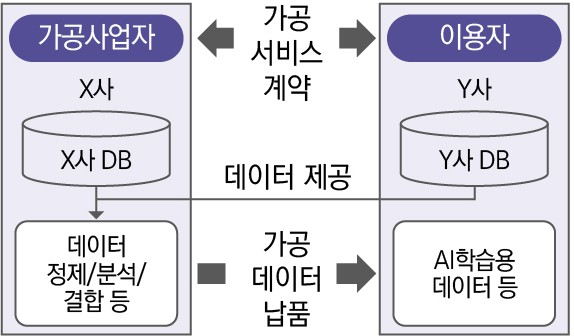 가공사업자
X사
X사 DB
데이터
정제/분석/
결합 등
가공
서비스
계약
데이터 제공
가공
데이터
납품
이용자
Y사
Y사 DB
AI학습용
데이터 등